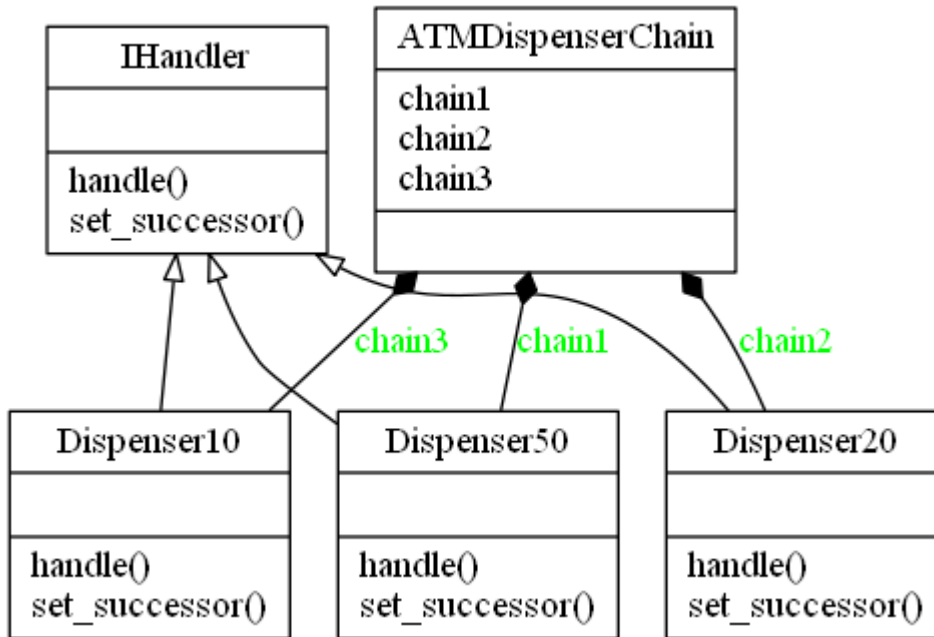 IHandler
handle()
set_successor()
ATMDispenserChain
chain1
chain2
chain3
chain3
chain1
chain2
Dispenser10
handle()
set_successor()
Dispenser50
handle()
set_successor()
Dispenser20
handle()
set_successor()